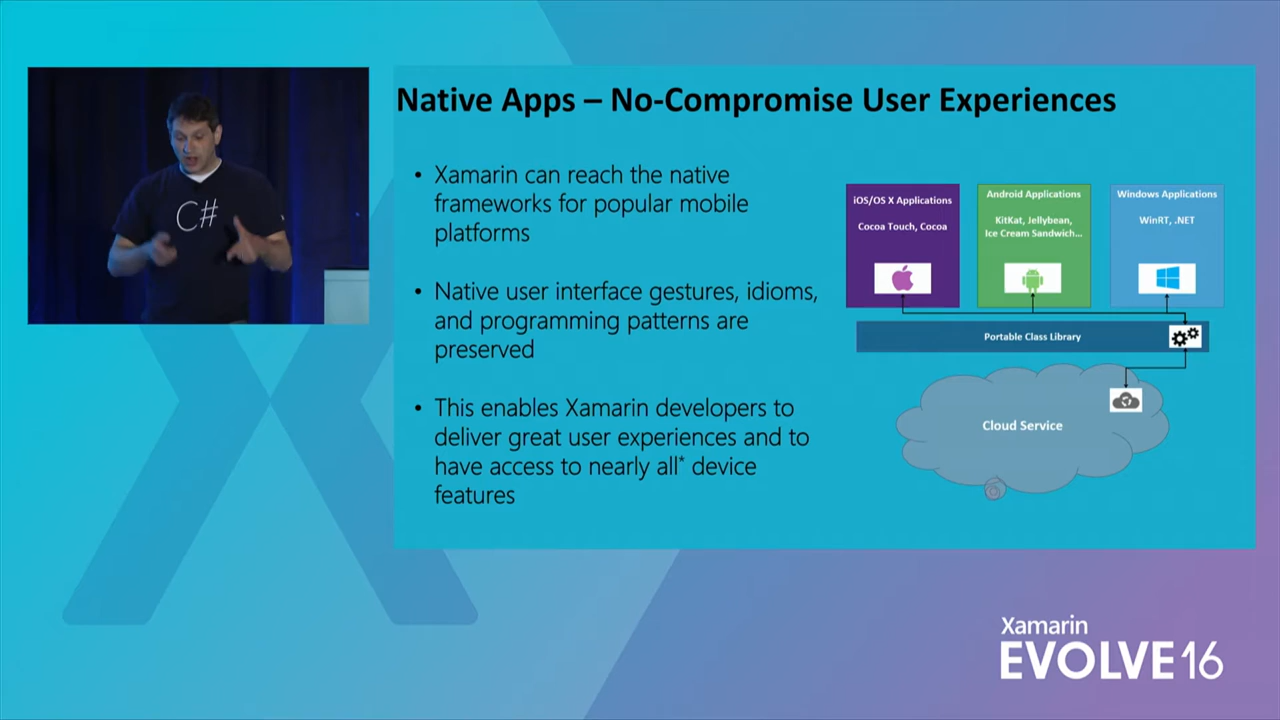 C#
Native Apps – No-Compromise User Experiences
• Xamarin can reach the native
frameworks for popular mobile
platforms
• Native user interface gestures, idioms,
and programming patterns are
preserved
• This enables Xamarin developers to
deliver great user experiences and to
have access to nearly all* device
features
iOS/OS X Applications
Cocoa Touch, Cocoa
Android Applications
KitKat, Jellybean,
Ice Cream Sandwich...
Windows Applications
WinRT, .NET
Portable Class Library
Cloud Service
Xamarin
EVOLVE 16